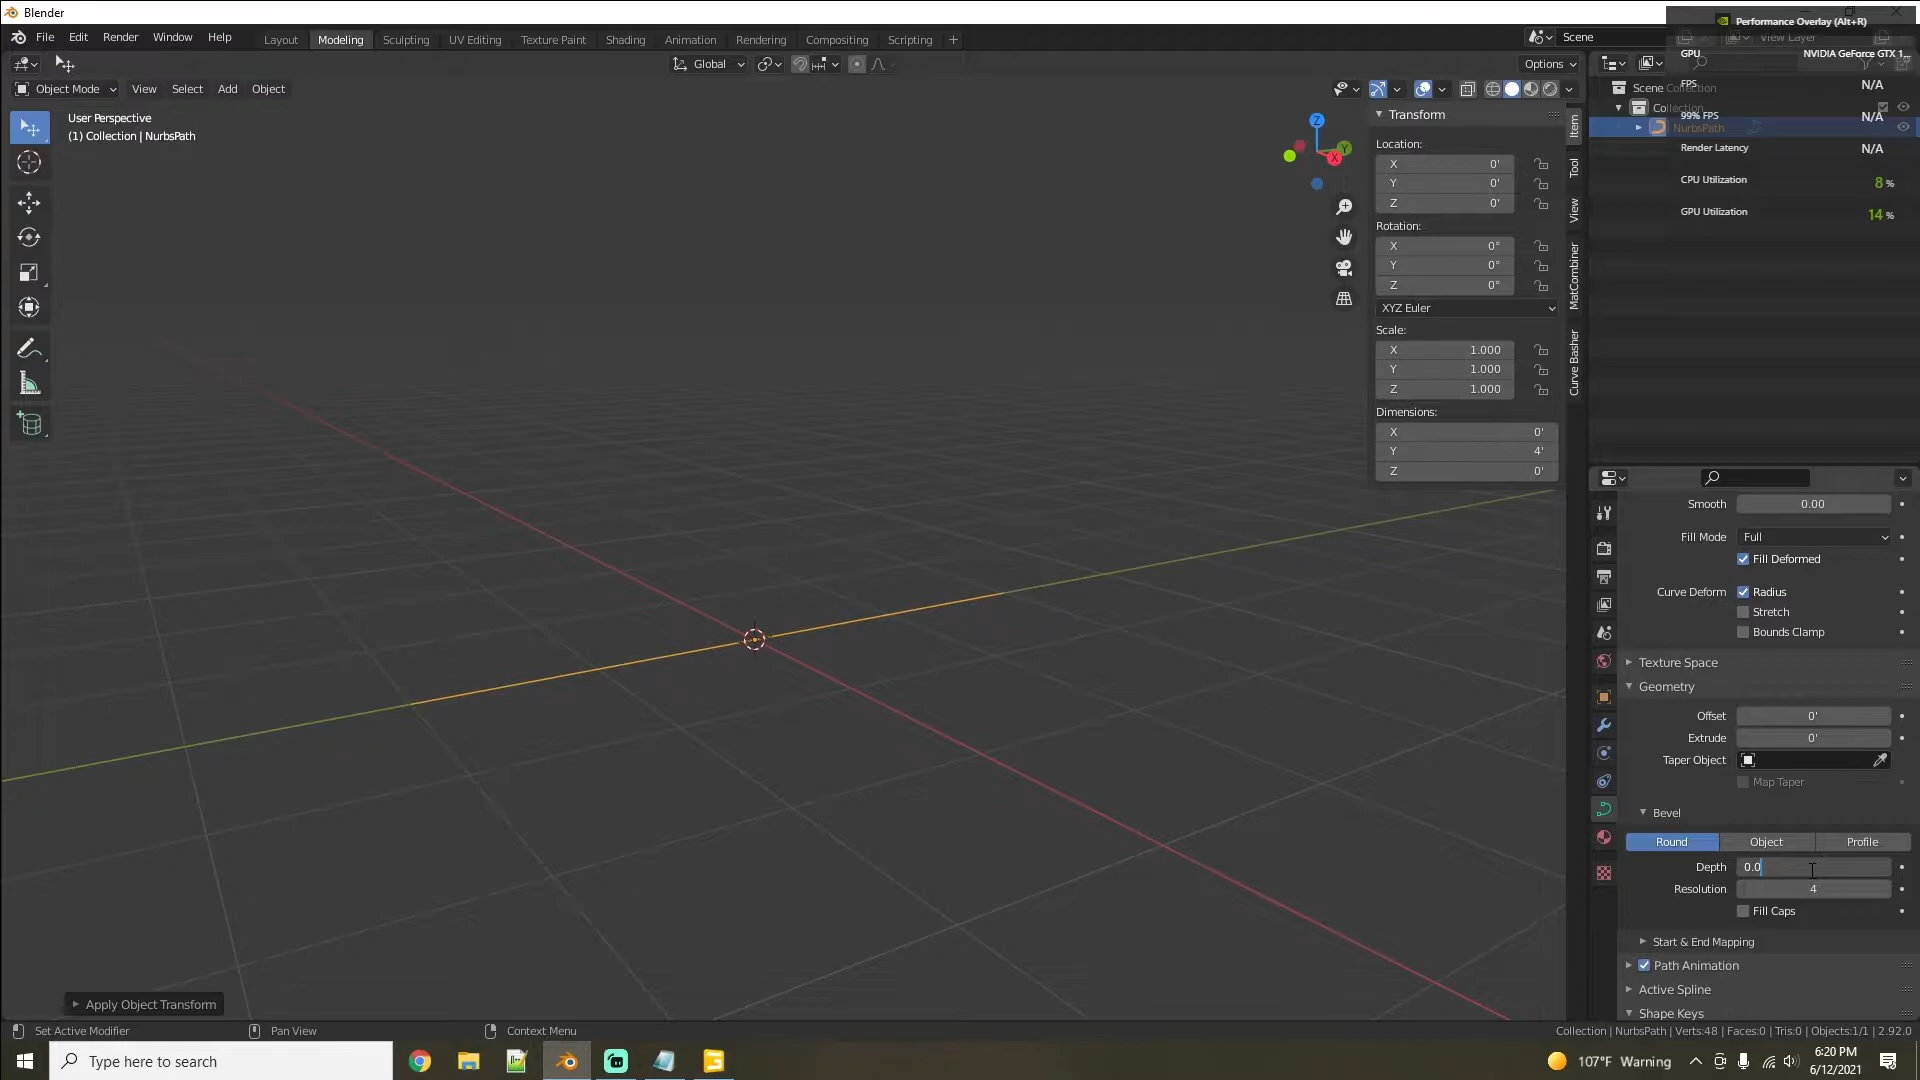 Blender
File Edit Render Window Help Layout Modeling Sculpting UV Editing Texture Paint Shading Animation Rendering Compositing Scripting + Scene View Layer
Performance Overlay (Alt+R)
GPU NVIDIA GeForce GTX 1
FPS N/A
99% FPS N/A
Render Latency N/A
CPU Utilization 8 %
GPU Utilization 14 %
Global Options
Object Mode View Select Add Object
Scene Collection
Collection
NurbsPath
User Perspective
(1) Collection | NurbsPath
Z
Y
X
Transform
Location:
X 0'
Y 0'
Z 0'
Rotation:
X 0°
Y 0°
Z 0°
XYZ Euler
Scale:
X 1.000
Y 1.000
Z 1.000
Dimensions:
X 0'
Y 4'
Z 0'
Item
Tool
View
MatCombiner
Curve Basher
Smooth 0.00
Fill Mode Full
Fill Deformed
Curve Deform Radius
Stretch
Bounds Clamp
Texture Space
Geometry
Offset 0'
Extrude 0'
Taper Object
Map Taper
Bevel
Round Object Profile
Depth 0.0
Resolution 4
Fill Caps
Start & End Mapping
Path Animation
Active Spline
Shape Keys
Apply Object Transform
Set Active Modifier Pan View Context Menu Collection | NurbsPath | Verts:48 | Faces:0 | Tris:0 | Objects:1/1 | 2.92.0
Type here to search
107°F Warning
6:20 PM
6/12/2021